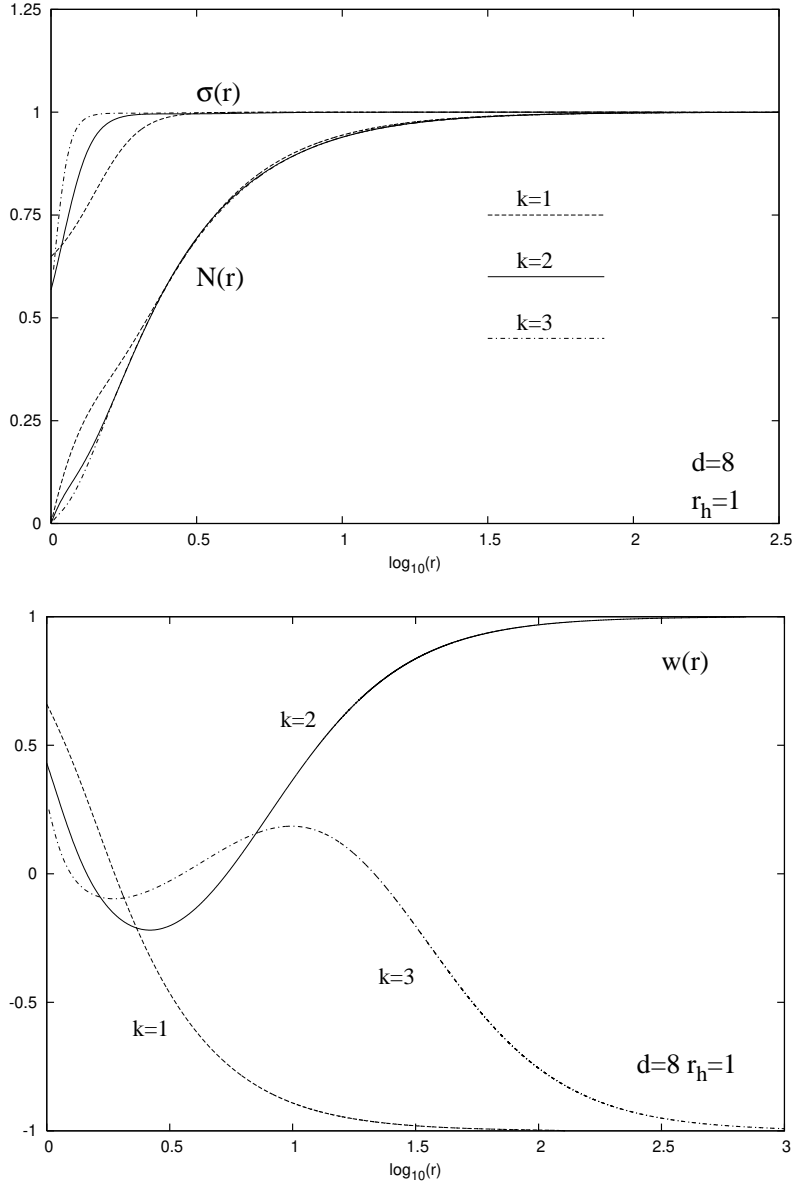 1.25
1
0.75
0.5
0.25
0
σ(r)
N(r)
k=1
k=2
k=3
d=8
r_h=1
0 0.5 1 1.5 2 2.5
log10(r)
1
0.5
0
-0.5
-1
w(r)
k=2
k=3
k=1
d=8 r_h=1
0 0.5 1 1.5 2 2.5 3
log10(r)